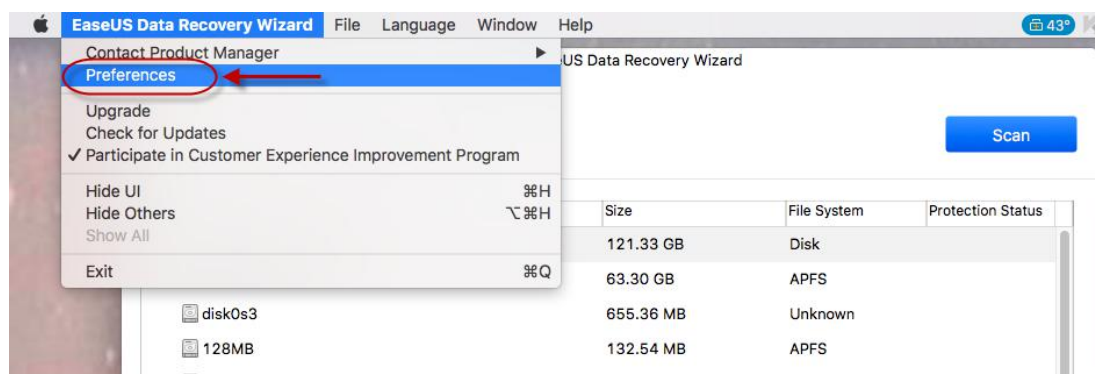 EaseUS Data Recovery Wizard File Language Window Help 43°
Contact Product Manager ▶
US Data Recovery Wizard
Preferences
Upgrade
Check for Updates
Scan
✓ Participate in Customer Experience Improvement Program
Hide UI ⌘H
Hide Others ⌥⌘H
Size File System Protection Status
Show All
121.33 GB Disk
Exit ⌘Q
63.30 GB APFS
disk0s3 655.36 MB Unknown
128MB 132.54 MB APFS